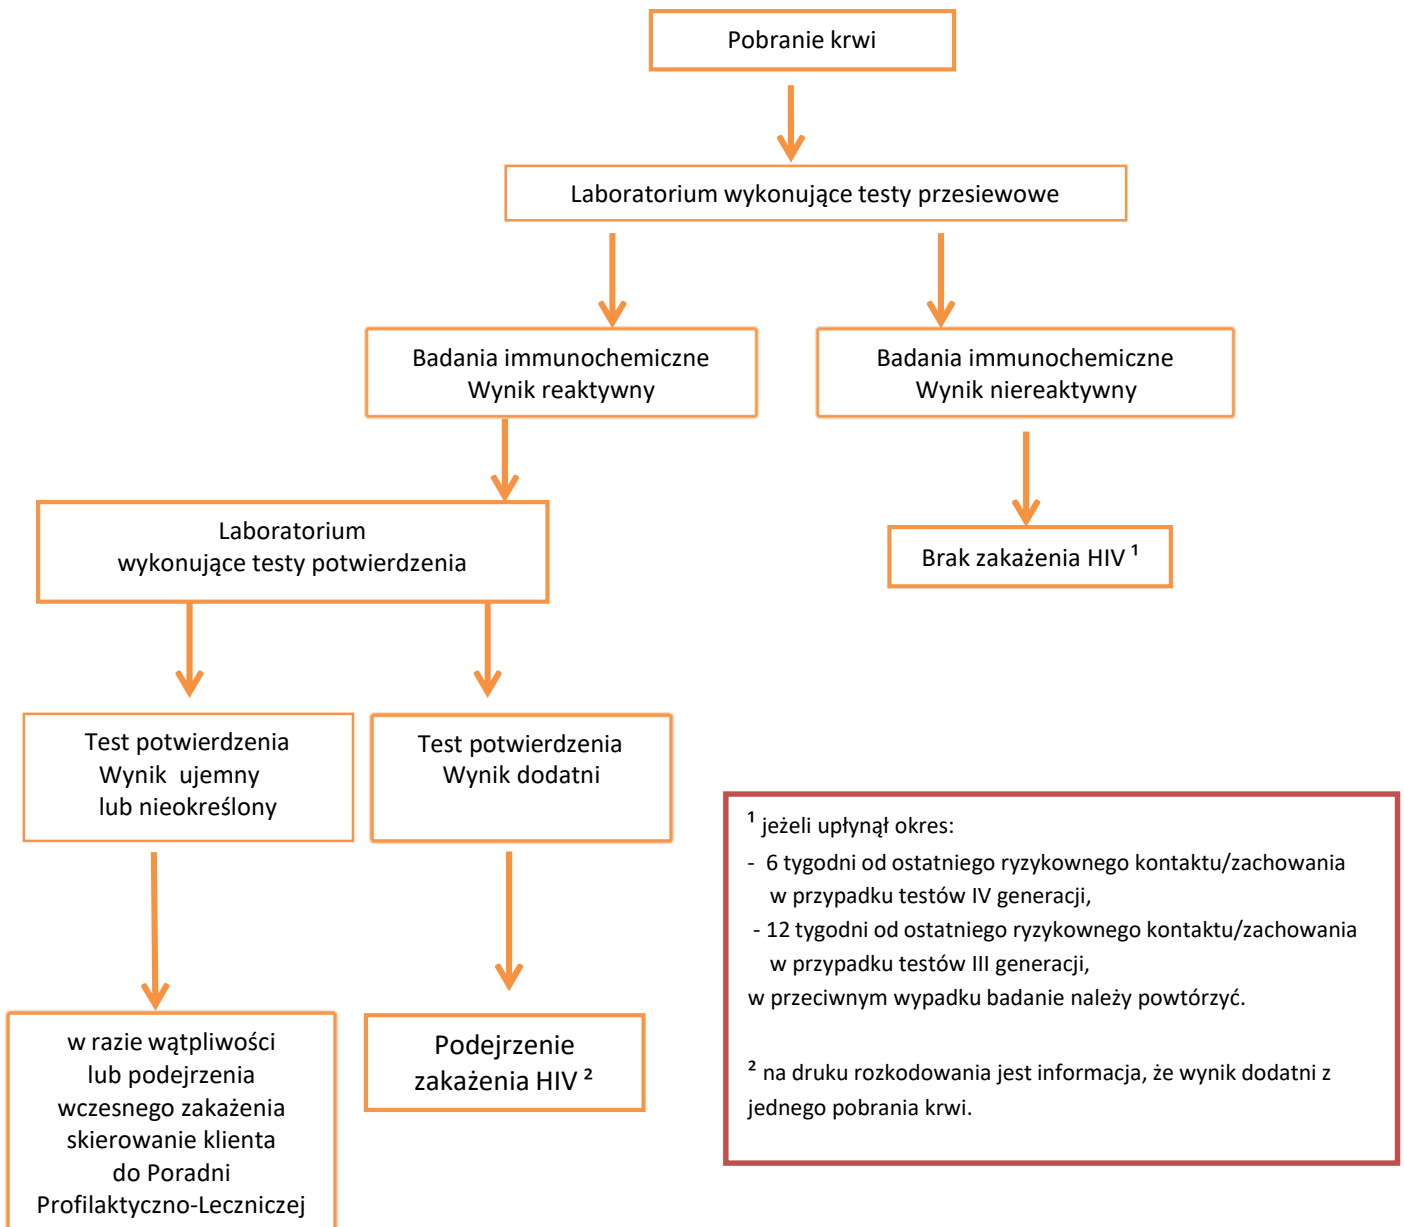 Pobranie krwi
Laboratorium wykonujące testy przesiewowe
Badania immunochemiczne
Wynik reaktywny
Badania immunochemiczne
Wynik niereaktywny
Laboratorium
wykonujące testy potwierdzenia
Brak zakażenia HIV ¹
Test potwierdzenia
Wynik ujemny
lub nieokreślony
Test potwierdzenia
Wynik dodatni
w razie wątpliwości
lub podejrzenia
wczesnego zakażenia
skierowanie klienta
do Poradni
Profilaktyczno-Leczniczej
Podejrzenie
zakażenia HIV ²
¹ jeżeli upłynął okres:
- 6 tygodni od ostatniego ryzykownego kontaktu/zachowania
w przypadku testów IV generacji,
- 12 tygodni od ostatniego ryzykownego kontaktu/zachowania
w przypadku testów III generacji,
w przeciwnym wypadku badanie należy powtórzyć.
² na druku rozkodowania jest informacja, że wynik dodatni z
jednego pobrania krwi.